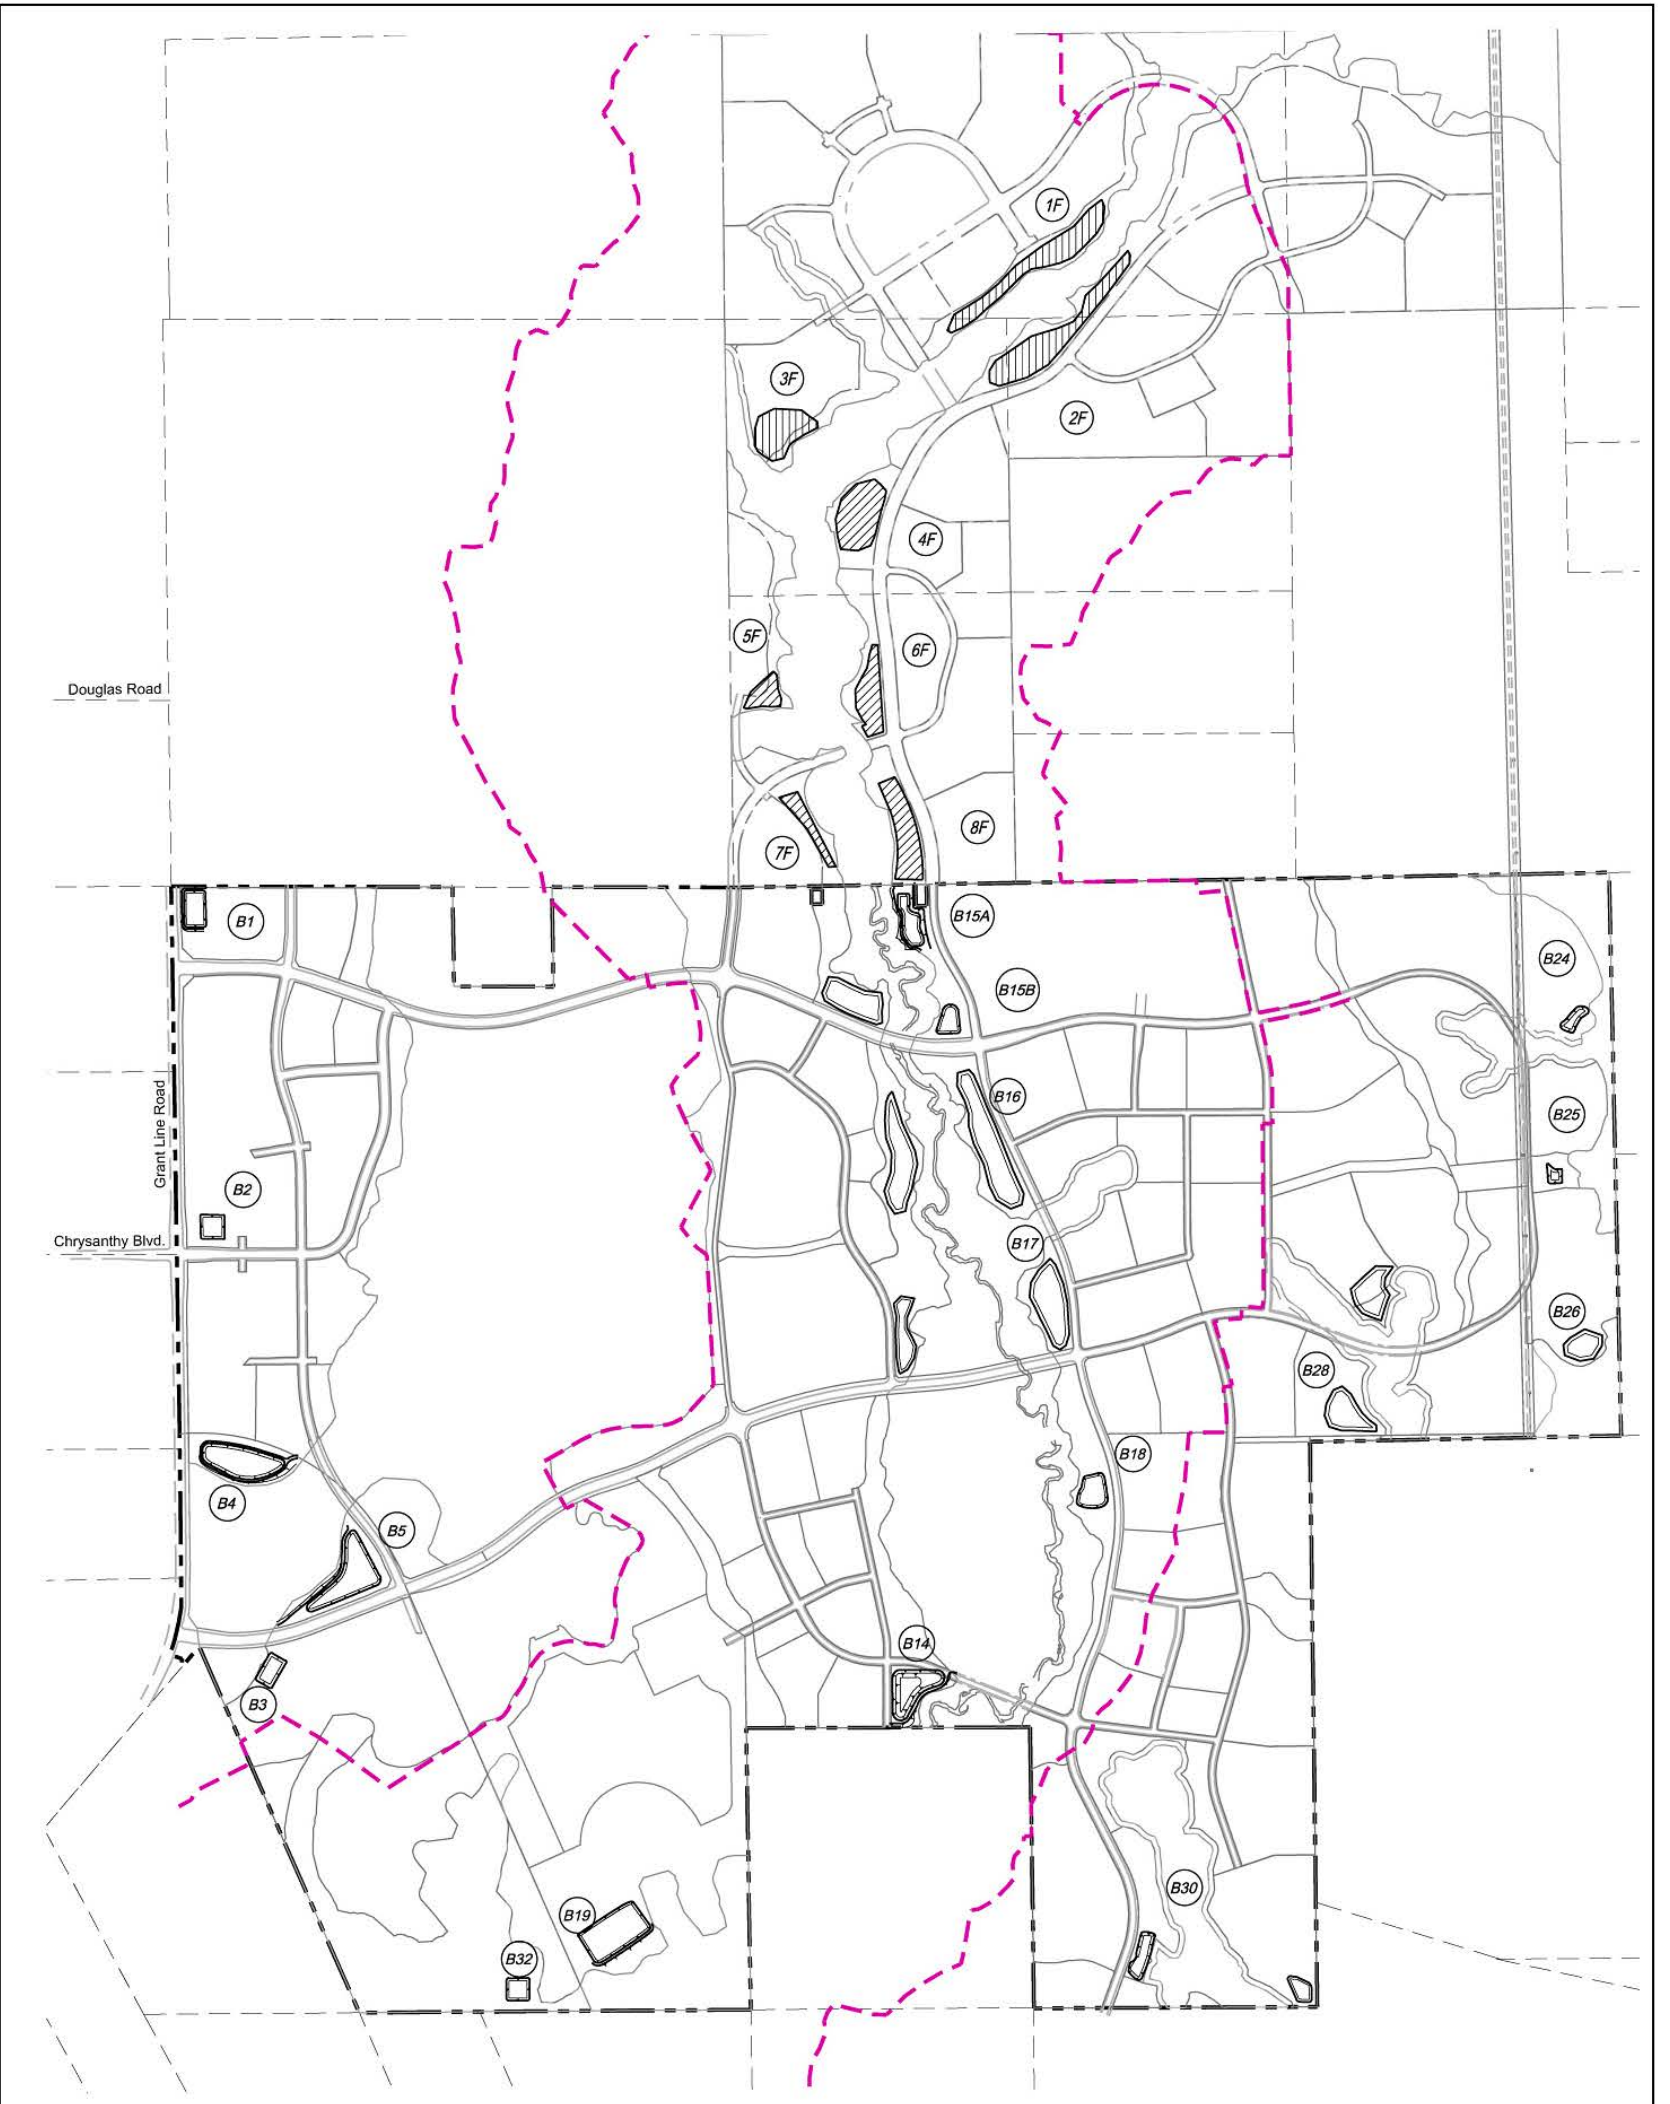 1F
3F
2F
4F
5F
6F
Douglas Road
8F
7F
B15A
B1
B24
B15B
B16
B25
Grant Line Road
B2
Chrysanthy Blvd.
B17
B26
B28
B18
B4
B5
B14
B3
B30
B19
B32